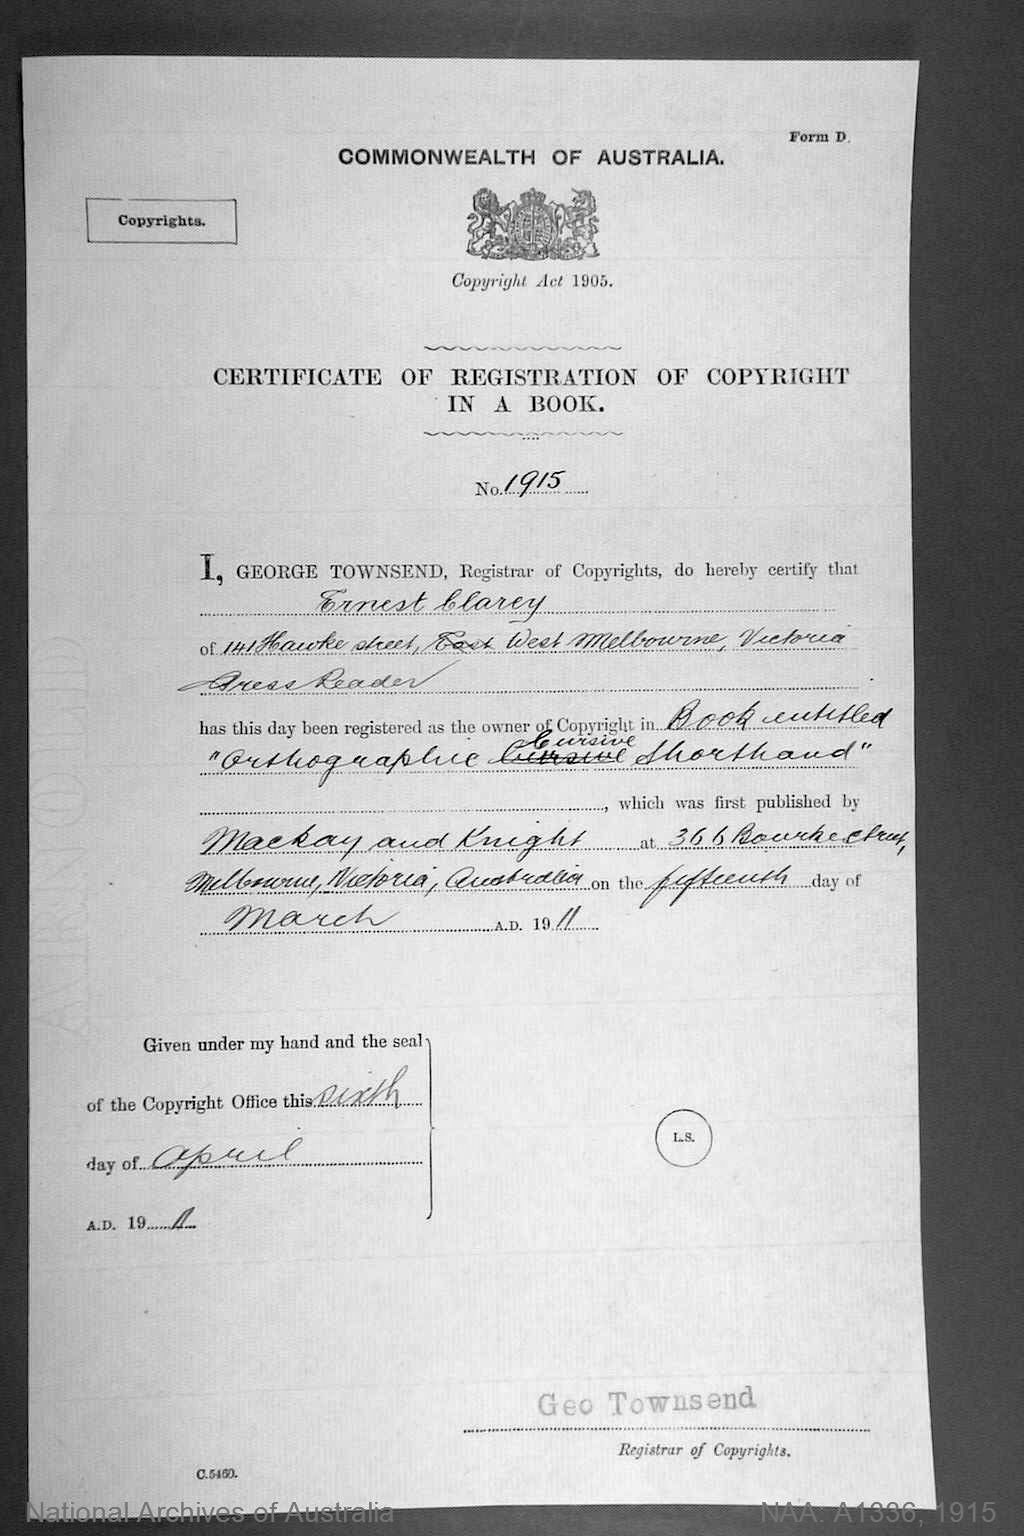 Form D.
COMMONWEALTH OF AUSTRALIA.
Copyrights.
Copyright Act 1905.
CERTIFICATE OF REGISTRATION OF COPYRIGHT
IN A BOOK.
No. 1915
I, GEORGE TOWNSEND, Registrar of Copyrights, do hereby certify that
Ernest Clarey
of 141 Hawke street, East West Melbourne, Victoria
Press Reader
has this day been registered as the owner of Copyright in Book entitled
Cursive
"Orthographic Cursive Shorthand"
, which was first published by
Mackay and Knight at 366 Bourke Street,
Melbourne, Victoria, Australia on the fifteenth day of
March A.D. 1911
Given under my hand and the seal
of the Copyright Office this sixth
day of April
A.D. 1911
L.S.
Geo Townsend
Registrar of Copyrights.
C.5460.
National Archives of Australia
NAA: A1336, 1915